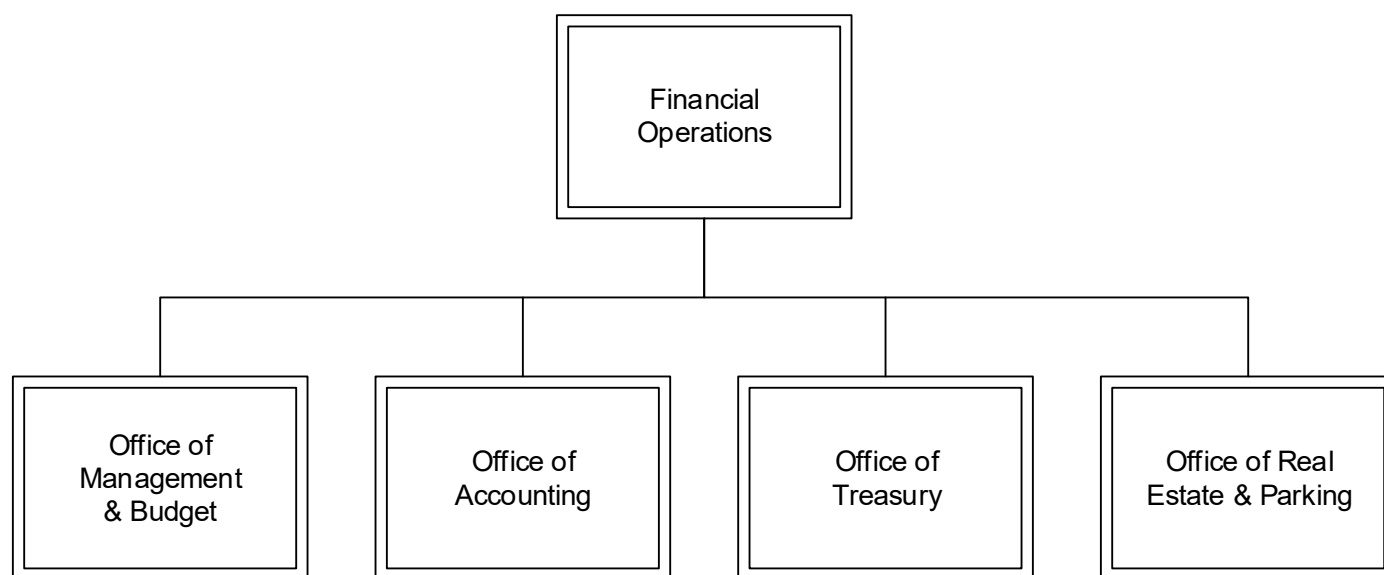 Financial
Operations
Office of
Management
& Budget
Office of
Accounting
Office of
Treasury
Office of Real
Estate & Parking